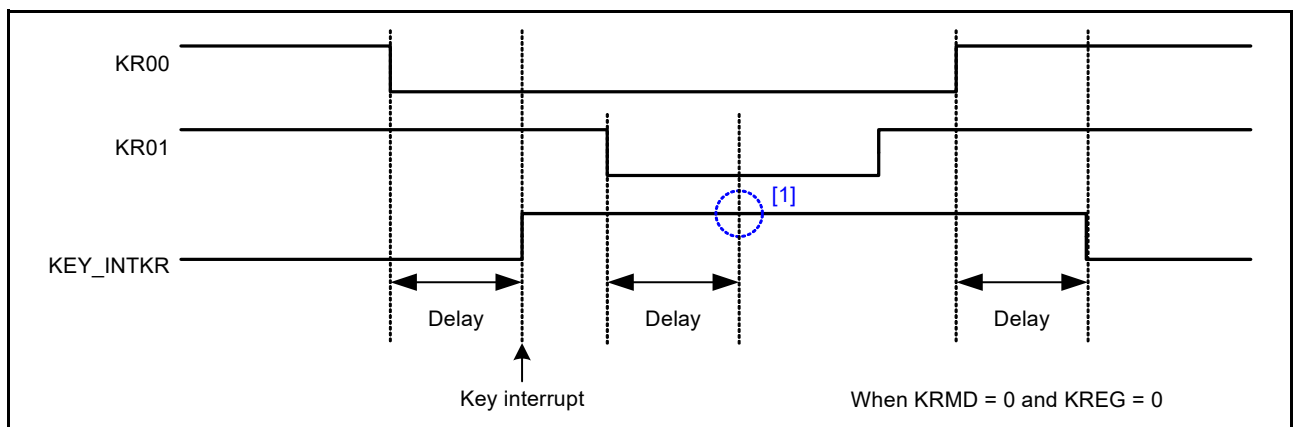 KR00
KR01
[1]
KEY_INTKR
Delay
Delay
Delay
Key interrupt
When KRMD = 0 and KREG = 0